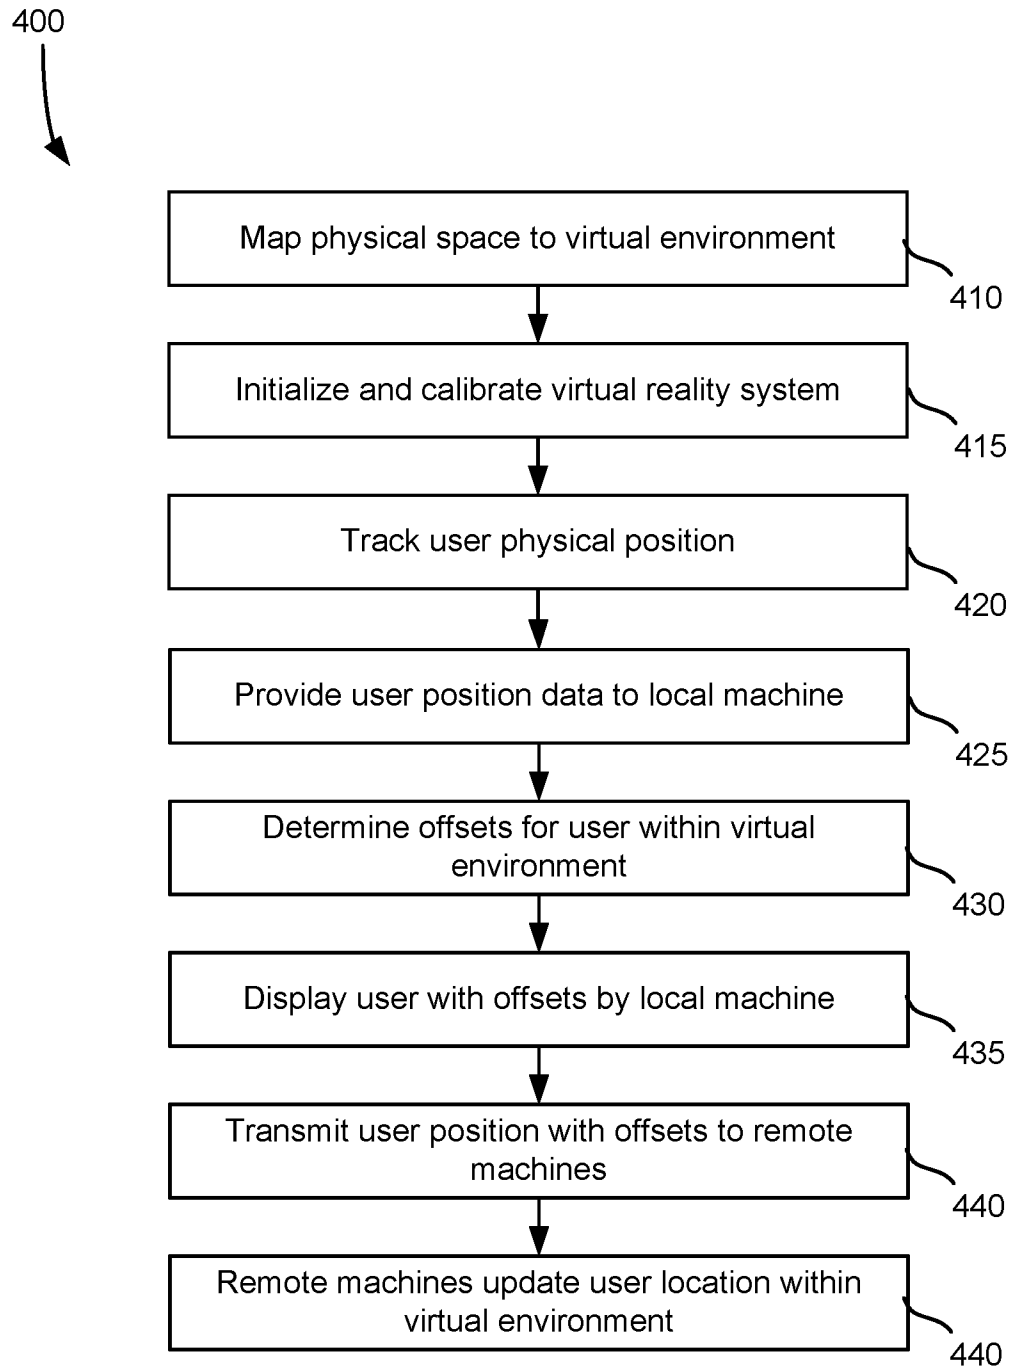 400
Map physical space to virtual environment
410
Initialize and calibrate virtual reality system
415
Track user physical position
420
Provide user position data to local machine
425
Determine offsets for user within virtual
environment
430
Display user with offsets by local machine
435
Transmit user position with offsets to remote
machines
440
Remote machines update user location within
virtual environment
440